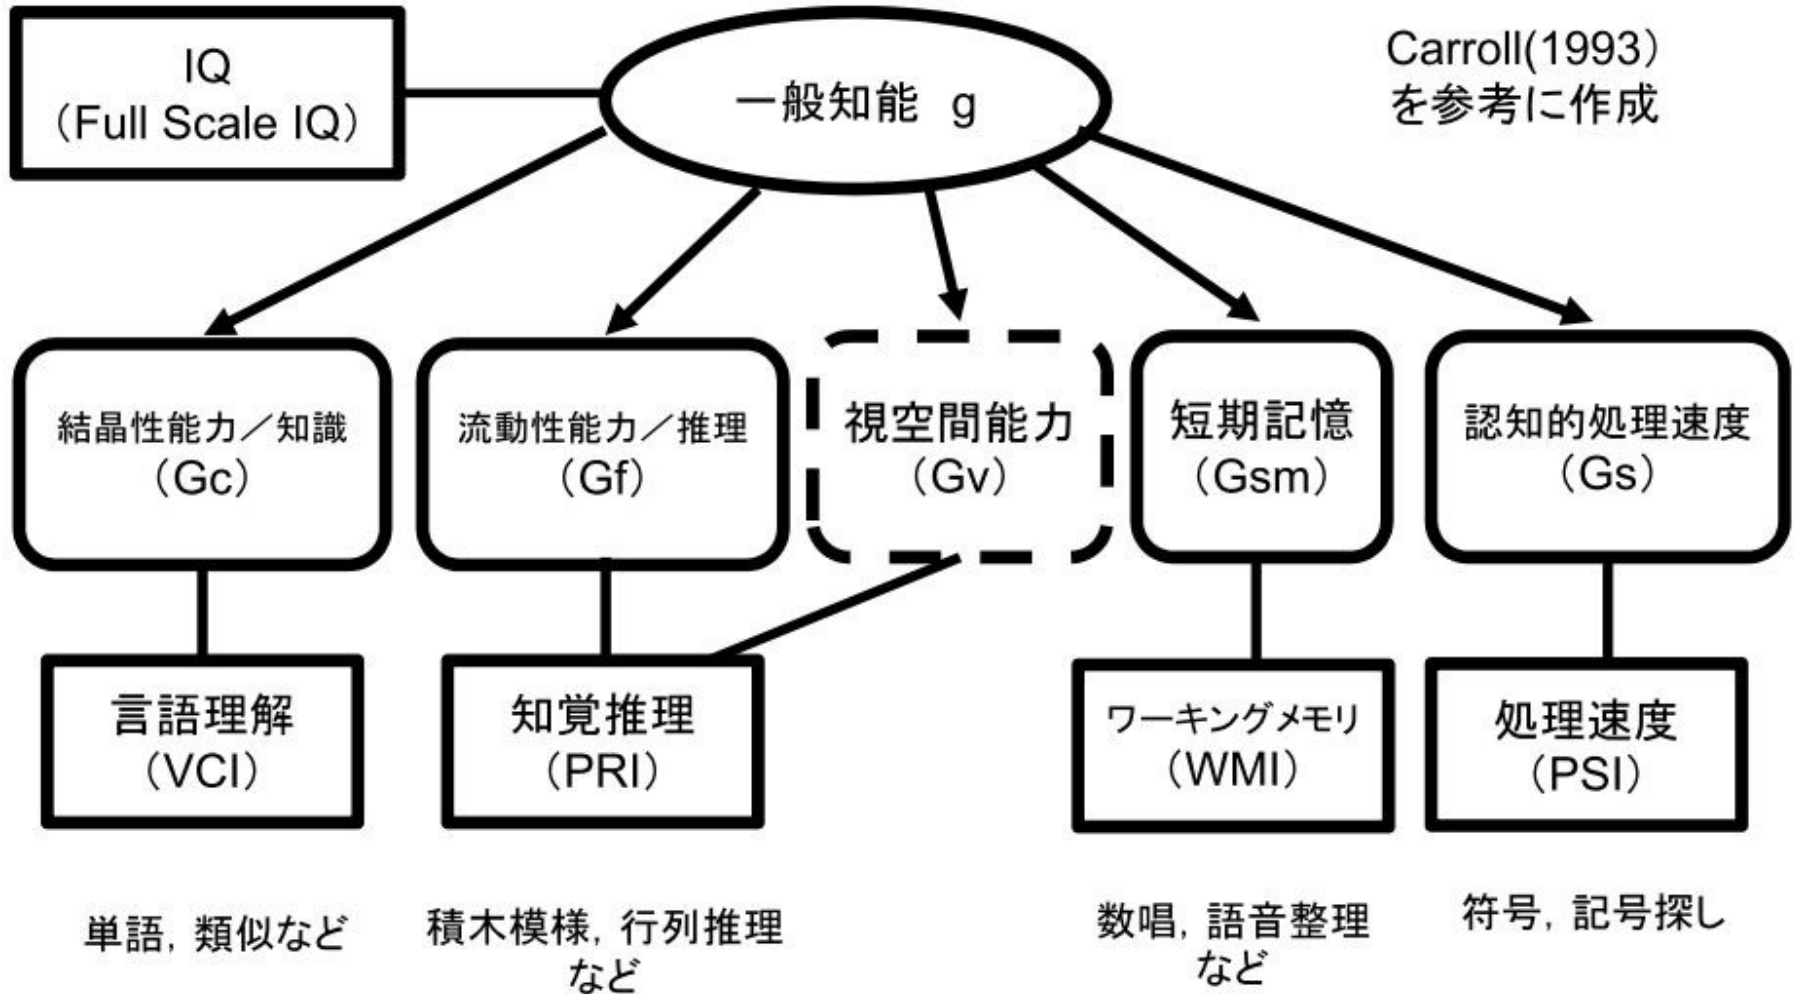 IQ
（Full Scale IQ）
一般知能　g
Carroll(1993）
を参考に作成
結晶性能力／知識
（Gc）
流動性能力／推理
（Gf）
視空間能力
（Gv）
短期記憶
（Gsm）
認知的処理速度
（Gs）
言語理解
（VCI）
知覚推理
（PRI）
ワーキングメモリ
（WMI）
処理速度
（PSI）
単語，類似など
積木模様，行列推理
など
数唱，語音整理
など
符号，記号探し